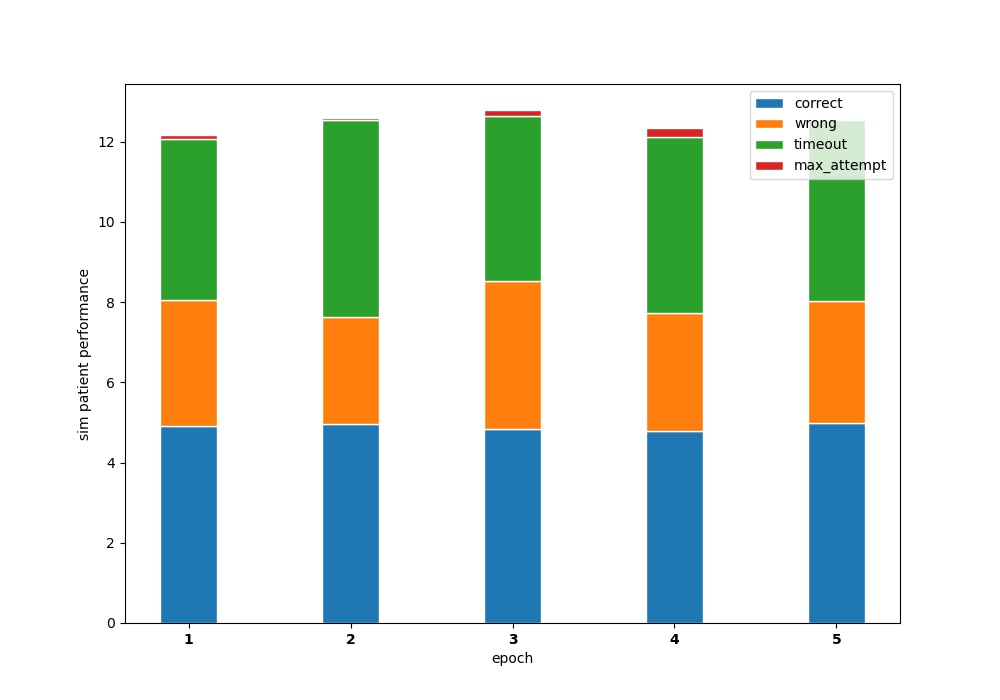 correct
wrong
timeout
max_attempt
12
10
8
6
4
2
0
sim patient performance
1 2 3 4 5
epoch